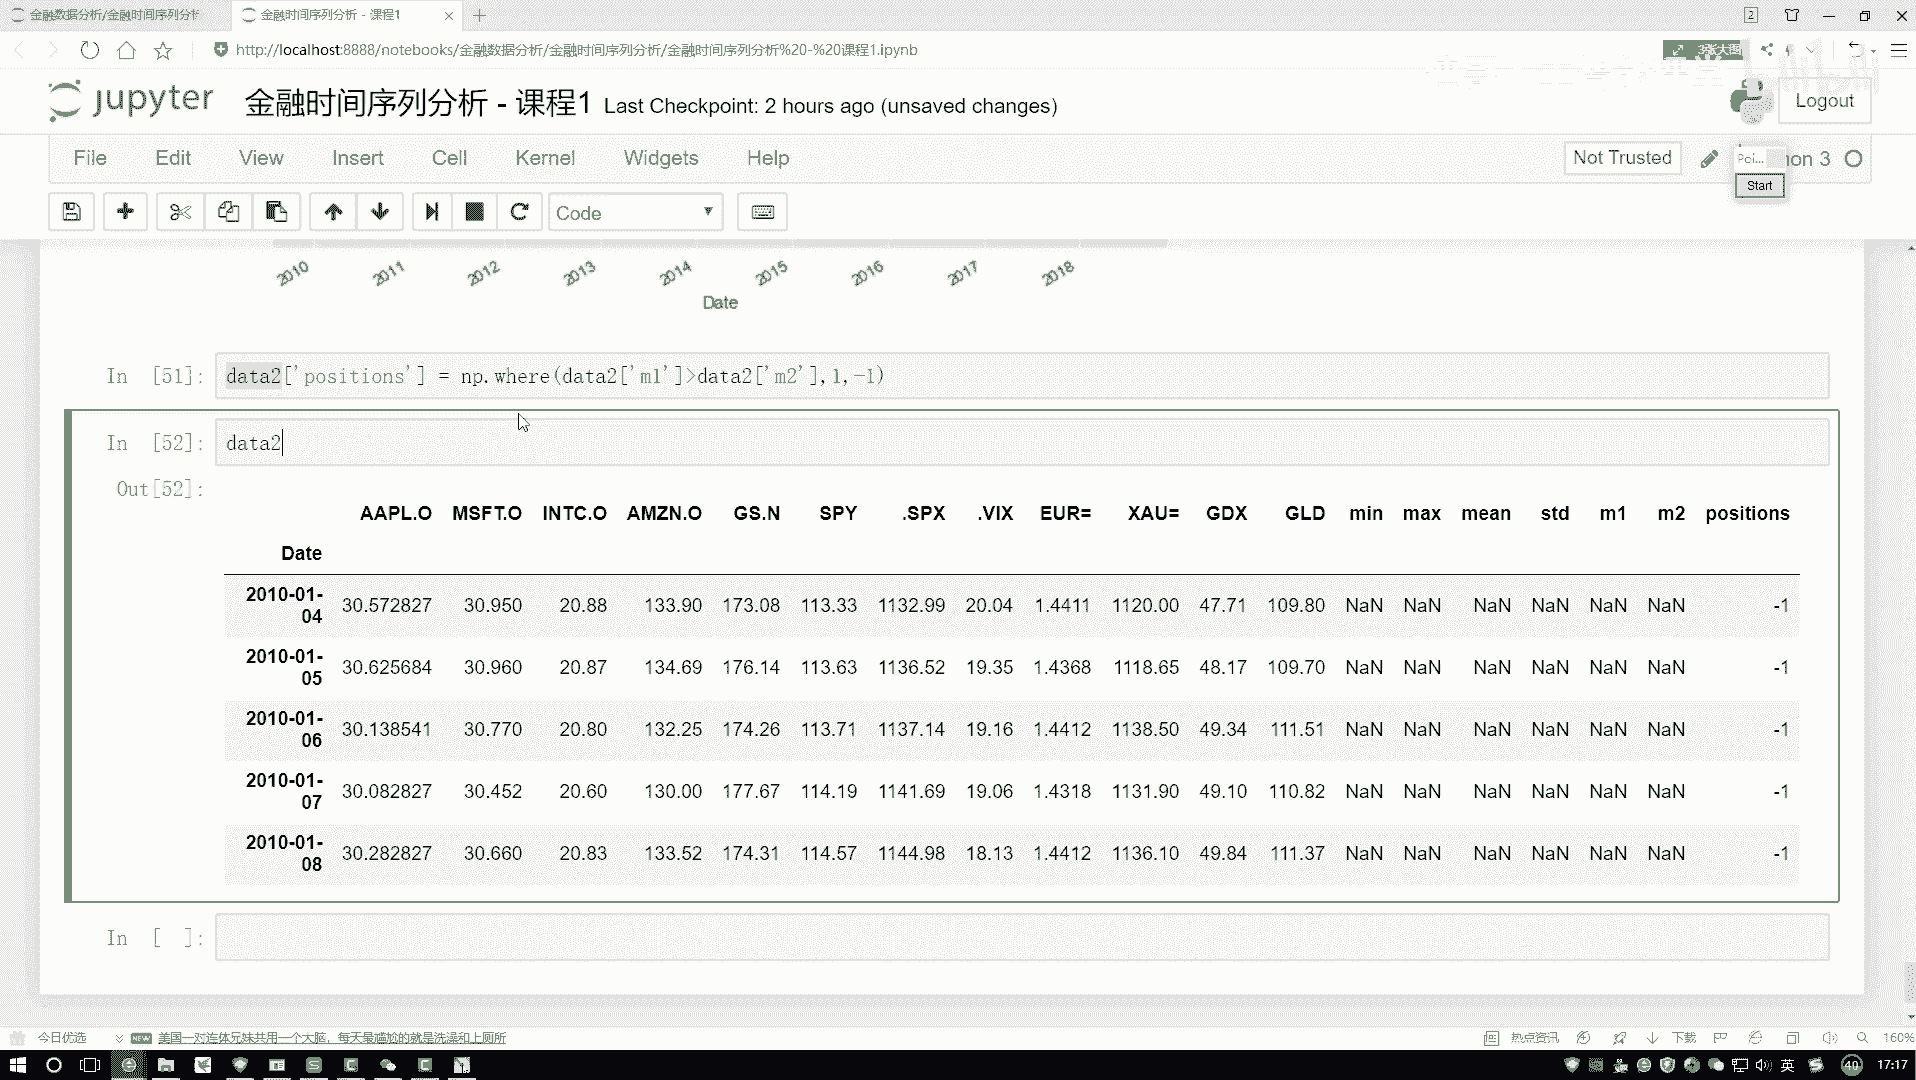 金融数据分析/金融时间序列分析
金融时间序列分析 - 课程1
2
http://localhost:8888/notebooks/金融数据分析/金融时间序列分析/金融时间序列分析%20-%20课程1.ipynb
3张大图
jupyter 金融时间序列分析 - 课程1 Last Checkpoint: 2 hours ago (unsaved changes)
Logout
File Edit View Insert Cell Kernel Widgets Help
Not Trusted
Poi...
hon 3
Start
Code
2010 2011 2012 2013 2014 2015 2016 2017 2018
Date
In [51]: data2['positions'] = np.where(data2['m1']>data2['m2'],1,-1)
In [52]: data2
Out[52]:
AAPL.O MSFT.O INTC.O AMZN.O GS.N SPY .SPX .VIX EUR= XAU= GDX GLD min max mean std m1 m2 positions
Date
2010-01-04 30.572827 30.950 20.88 133.90 173.08 113.33 1132.99 20.04 1.4411 1120.00 47.71 109.80 NaN NaN NaN NaN NaN NaN -1
2010-01-05 30.625684 30.960 20.87 134.69 176.14 113.63 1136.52 19.35 1.4368 1118.65 48.17 109.70 NaN NaN NaN NaN NaN NaN -1
2010-01-06 30.138541 30.770 20.80 132.25 174.26 113.71 1137.14 19.16 1.4412 1138.50 49.34 111.51 NaN NaN NaN NaN NaN NaN -1
2010-01-07 30.082827 30.452 20.60 130.00 177.67 114.19 1141.69 19.06 1.4318 1131.90 49.10 110.82 NaN NaN NaN NaN NaN NaN -1
2010-01-08 30.282827 30.660 20.83 133.52 174.31 114.57 1144.98 18.13 1.4412 1136.10 49.84 111.37 NaN NaN NaN NaN NaN NaN -1
In [ ]:
今日优选
NEW 美国一对连体兄妹共用一个大脑，每天最尴尬的就是洗澡和上厕所
热点资讯
下载
160%
英
40
17:17